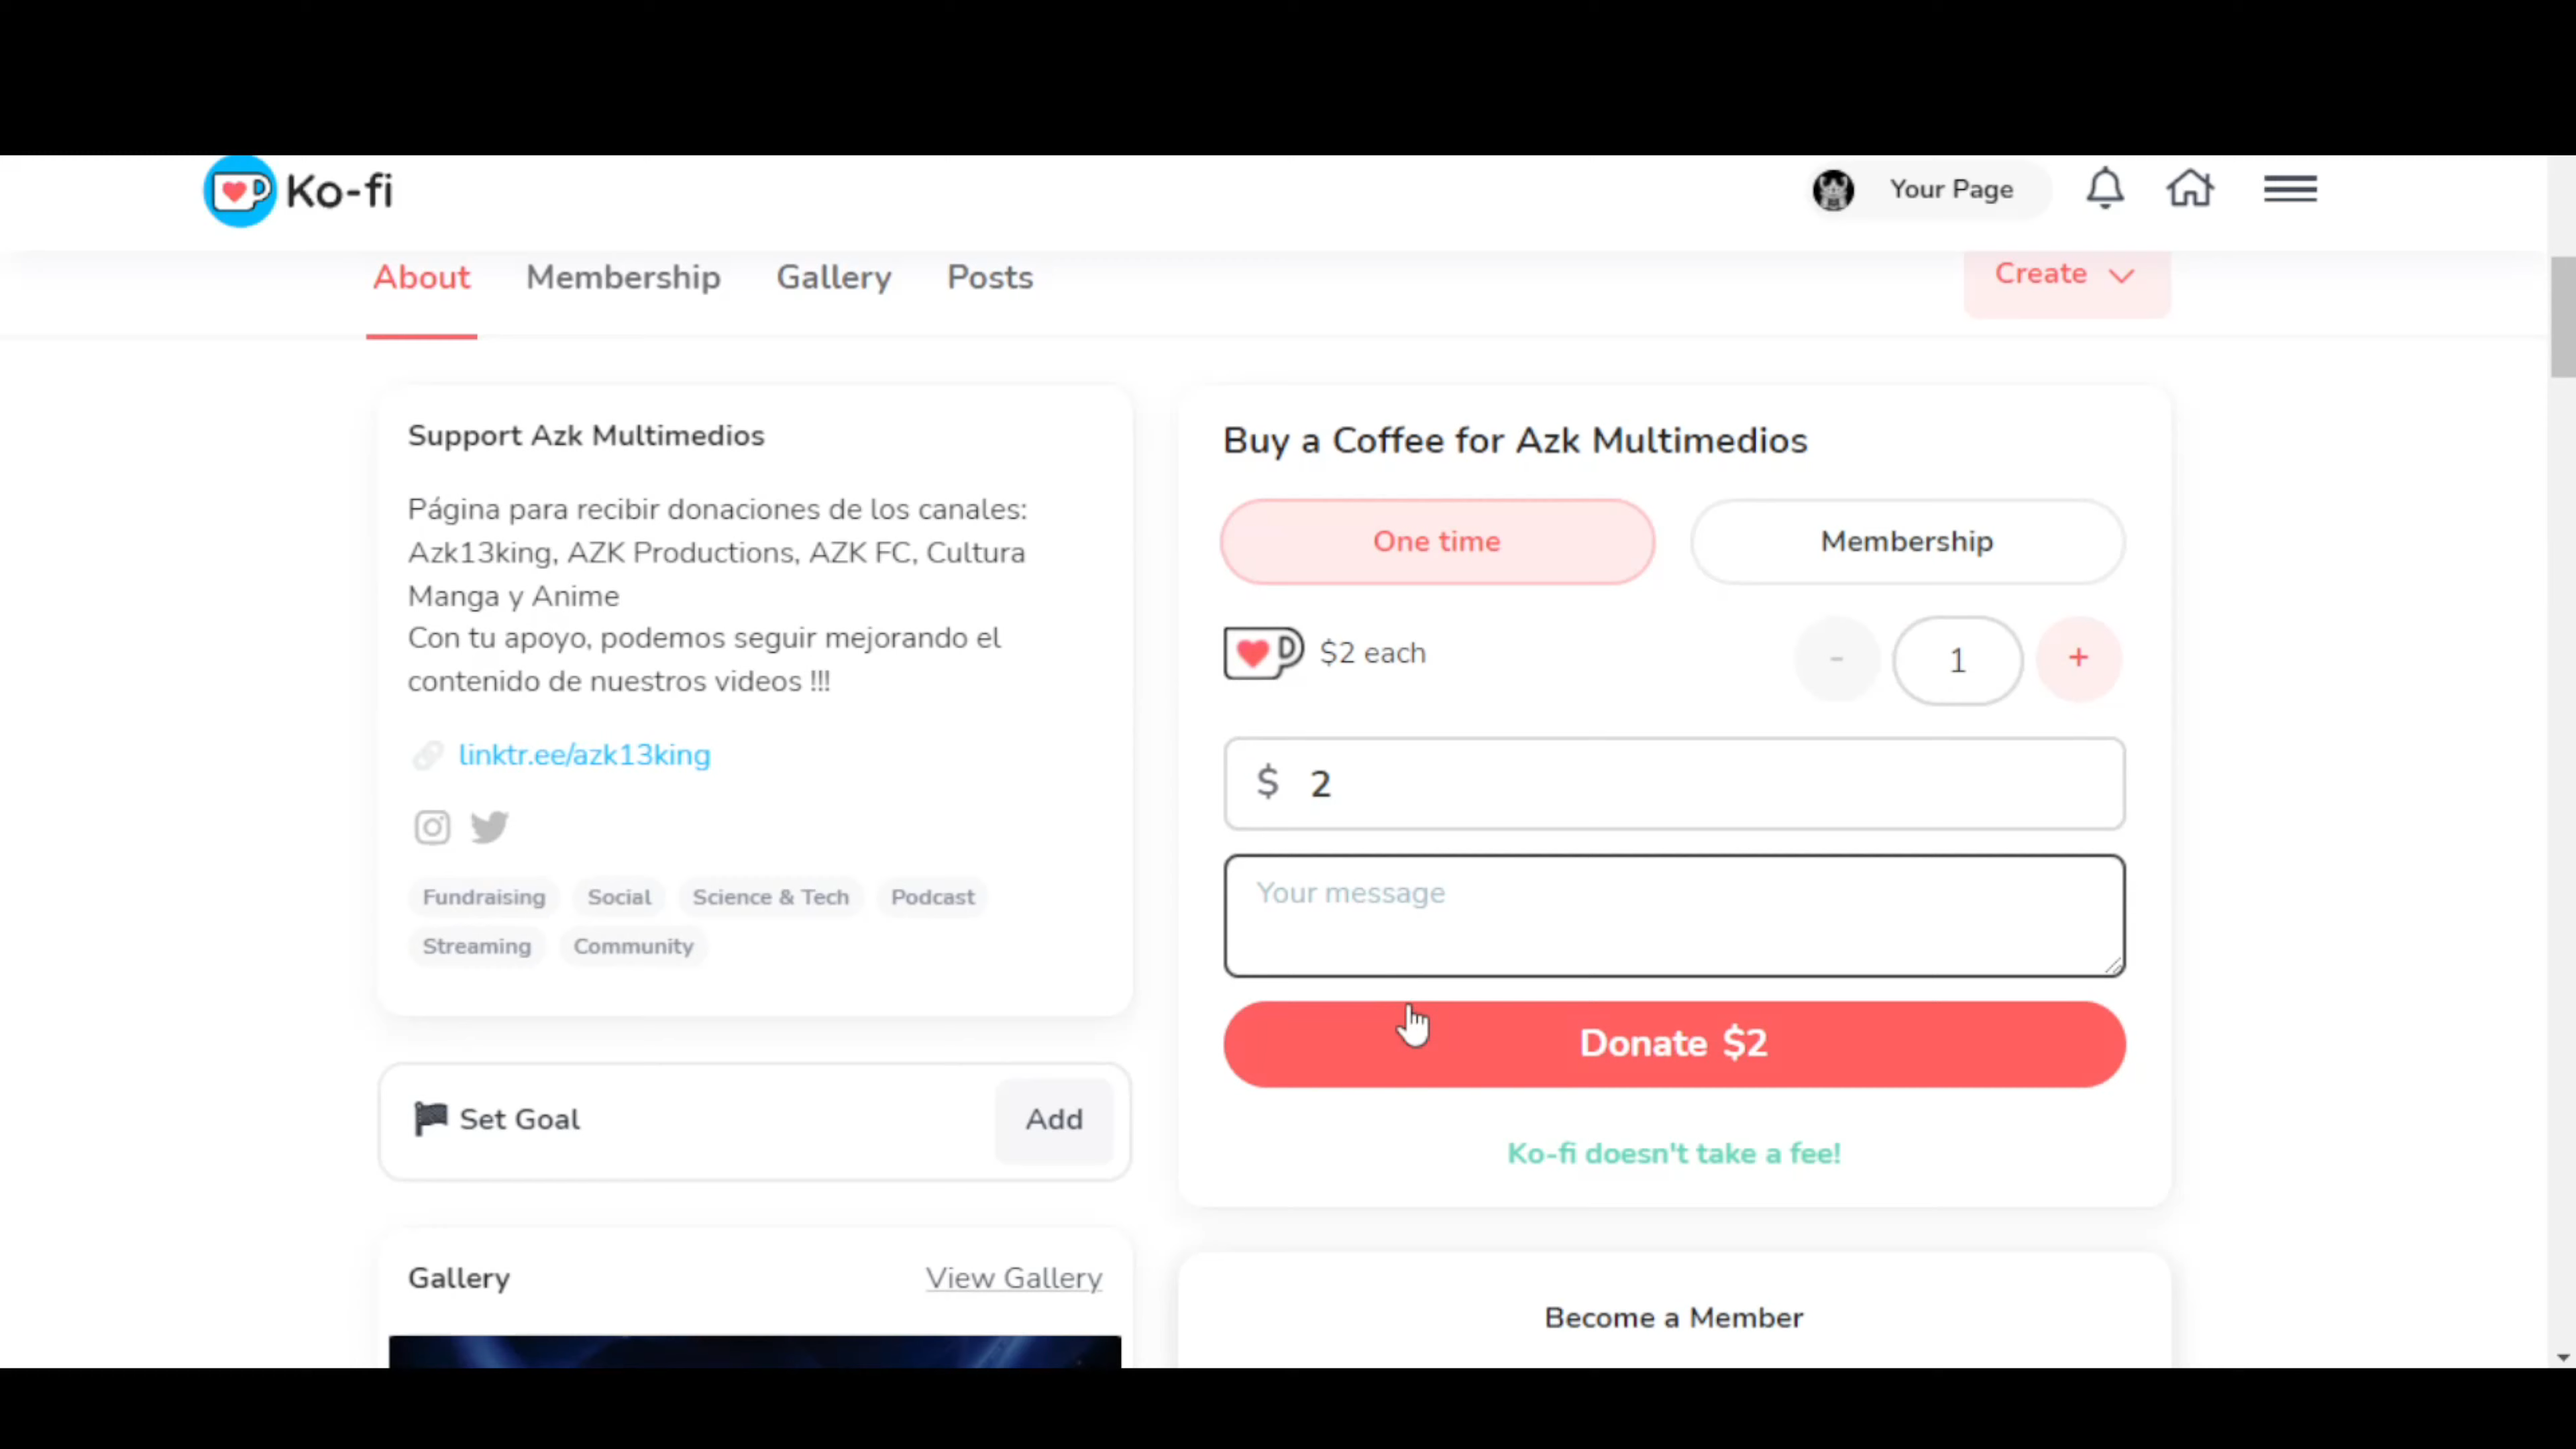 Ko-fi
Your Page
About
Membership
Gallery
Posts
Create
Support Azk Multimedios
Página para recibir donaciones de los canales:
Azk13king, AZK Productions, AZK FC, Cultura
Manga y Anime
Con tu apoyo, podemos seguir mejorando el
contenido de nuestros videos !!!
linktr.ee/azk13king
Fundraising
Social
Science & Tech
Podcast
Streaming
Community
Set Goal
Add
Gallery
View Gallery
Buy a Coffee for Azk Multimedios
One time
Membership
$2 each
-
1
+
$ 2
Your message
Donate $2
Ko-fi doesn't take a fee!
Become a Member